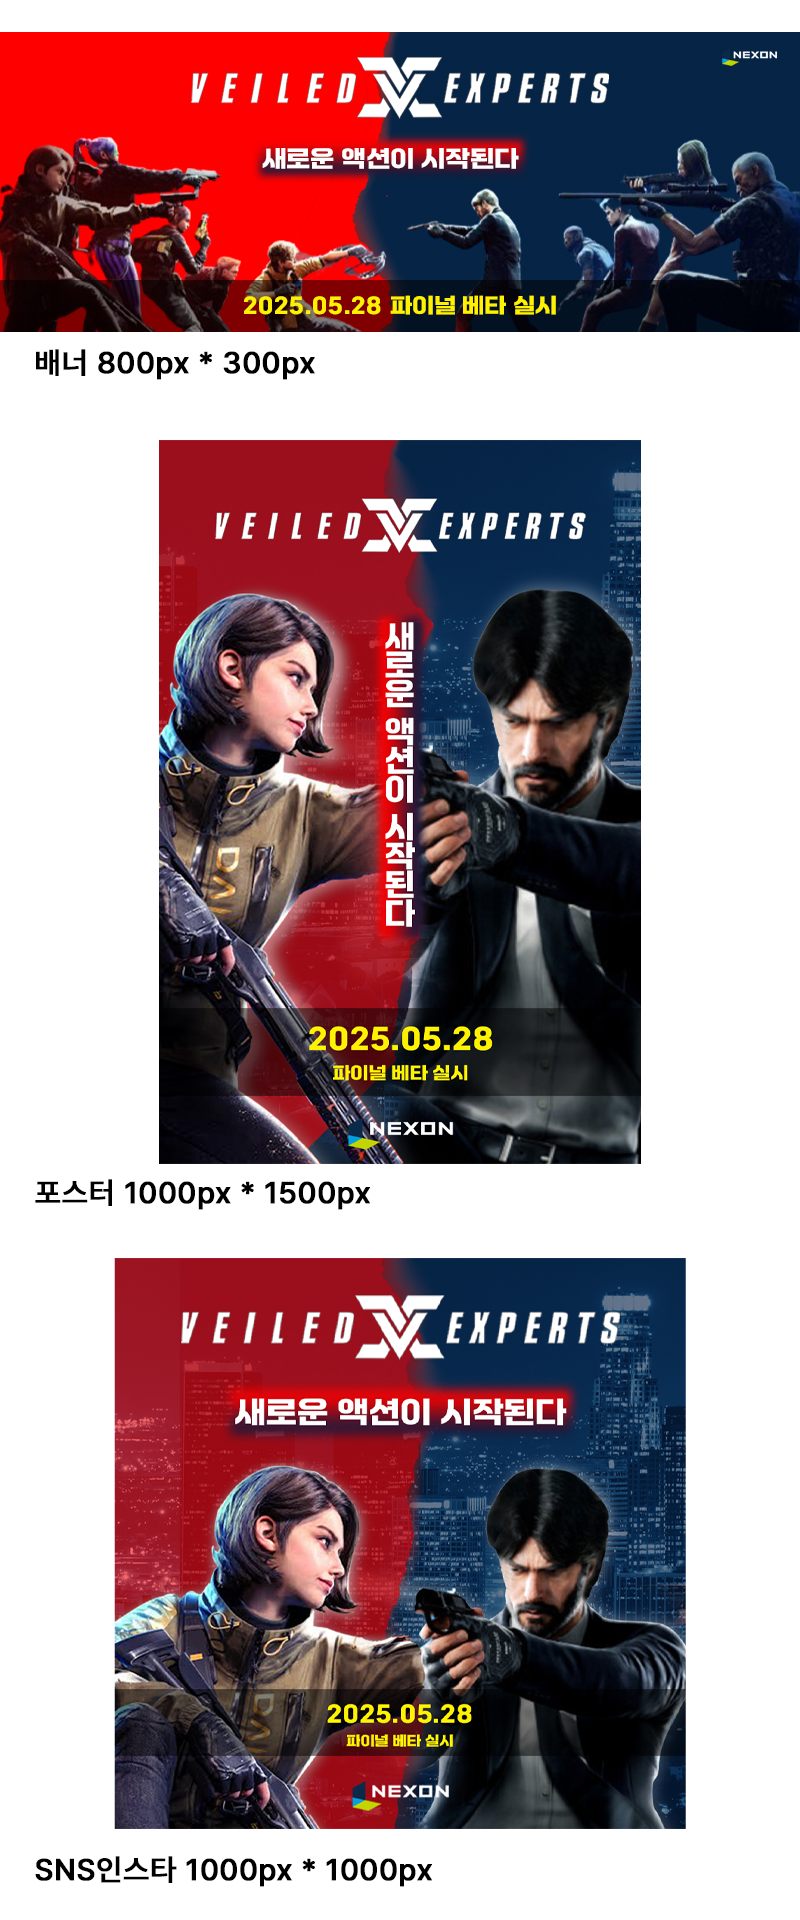 VEILED EXPERTS
NEXON
새로운 액션이 시작된다
2025.05.28 파이널 베타 실시
배너 800px * 300px
VEILED EXPERTS
새로운 액션이 시작된다
2025.05.28
파이널 베타 실시
NEXON
포스터 1000px * 1500px
VEILED EXPERTS
새로운 액션이 시작된다
2025.05.28
파이널 베타 실시
NEXON
SNS인스타 1000px * 1000px